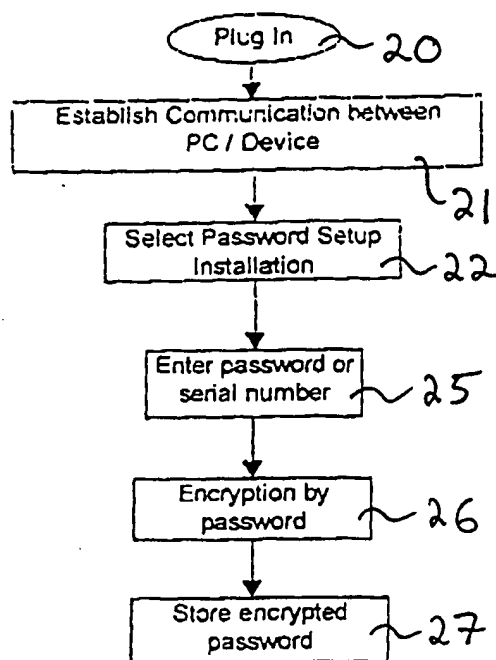 Plug In 20
Establish Communication between
PC / Device
21
Select Password Setup
Installation 22
Enter password or
serial number 25
Encryption by
password 26
Store encrypted
password 27